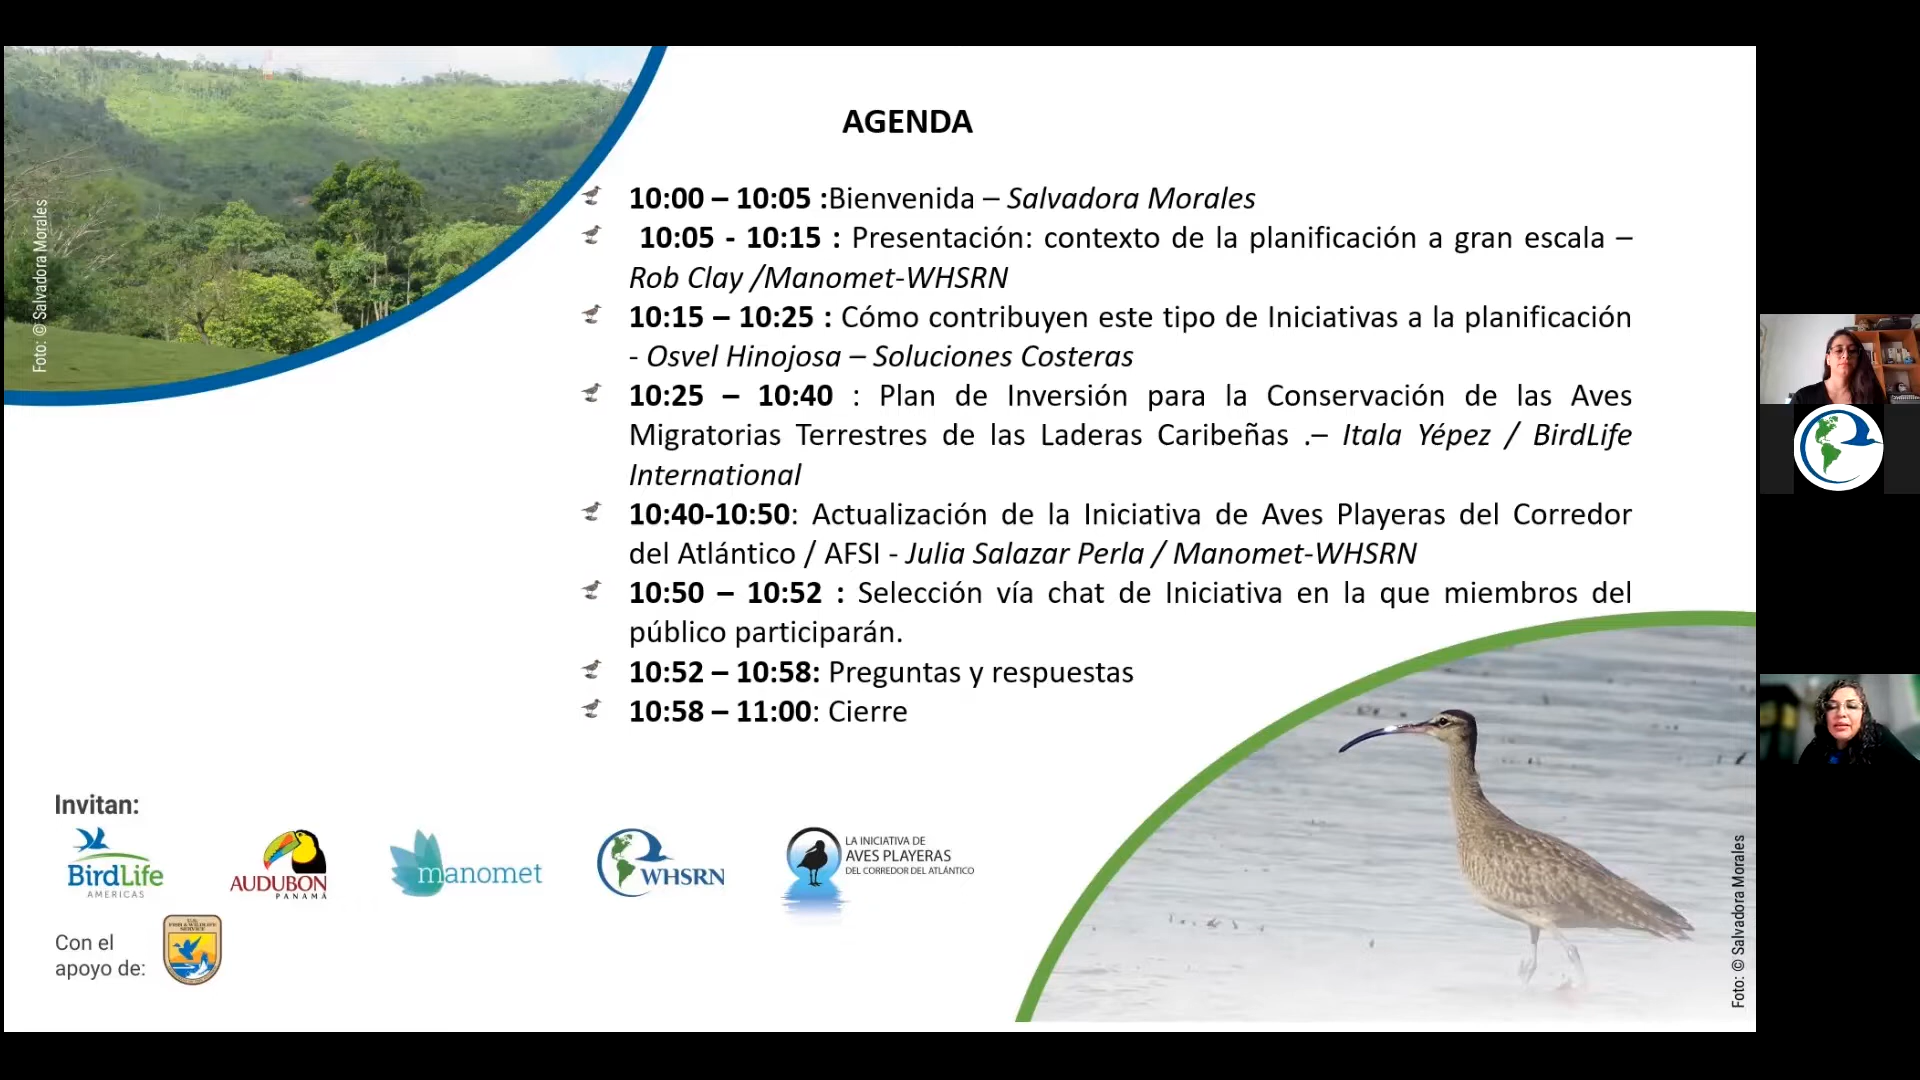 AGENDA
10:00 – 10:05 :Bienvenida – Salvadora Morales
10:05 - 10:15 : Presentación: contexto de la planificación a gran escala –
Rob Clay /Manomet-WHSRN
10:15 – 10:25 : Cómo contribuyen este tipo de Iniciativas a la planificación
- Osvel Hinojosa – Soluciones Costeras
10:25 – 10:40 : Plan de Inversión para la Conservación de las Aves
Migratorias Terrestres de las Laderas Caribeñas .– Itala Yépez / BirdLife
International
10:40-10:50: Actualización de la Iniciativa de Aves Playeras del Corredor
del Atlántico / AFSI - Julia Salazar Perla / Manomet-WHSRN
10:50 – 10:52 : Selección vía chat de Iniciativa en la que miembros del
público participarán.
10:52 – 10:58: Preguntas y respuestas
10:58 – 11:00: Cierre
Foto: © Salvadora Morales
Invitan:
BirdLife
AMERICAS
AUDUBON
PANAMÁ
manomet
WHSRN
LA INICIATIVA DE
AVES PLAYERAS
DEL CORREDOR DEL ATLÁNTICO
Con el
apoyo de:
U.S.
FISH & WILDLIFE
SERVICE
Foto: © Salvadora Morales